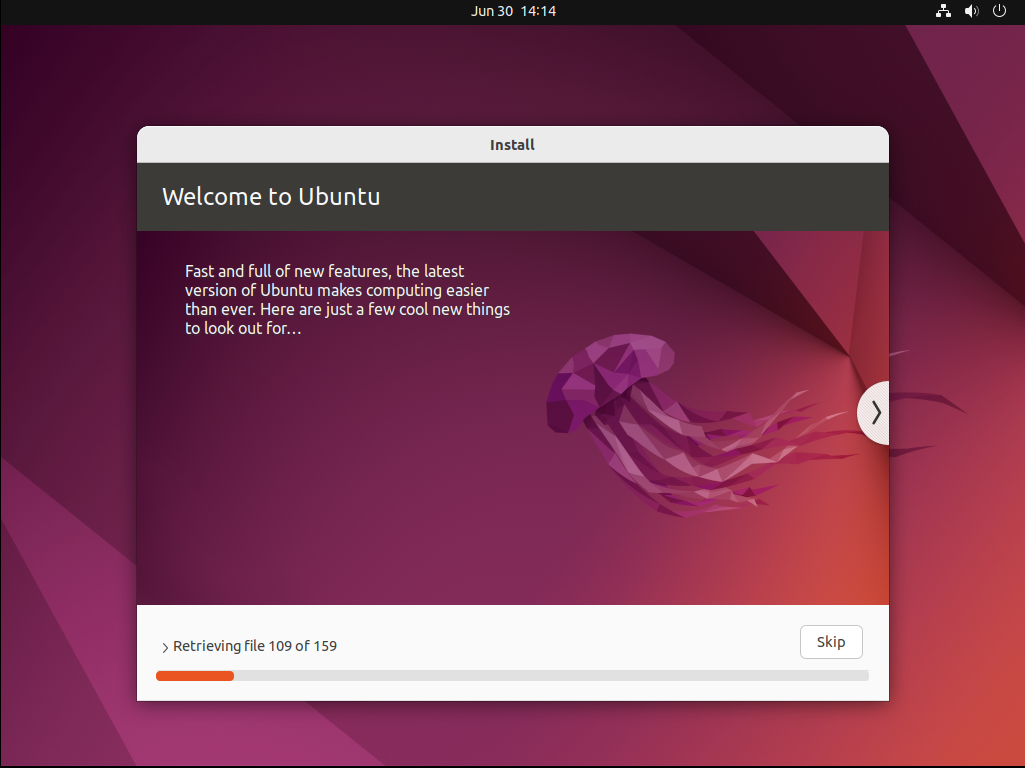 Jun 30 14:14
Install
Welcome to Ubuntu
Fast and full of new features, the latest
version of Ubuntu makes computing easier
than ever. Here are just a few cool new things
to look out for…
Retrieving file 109 of 159
Skip